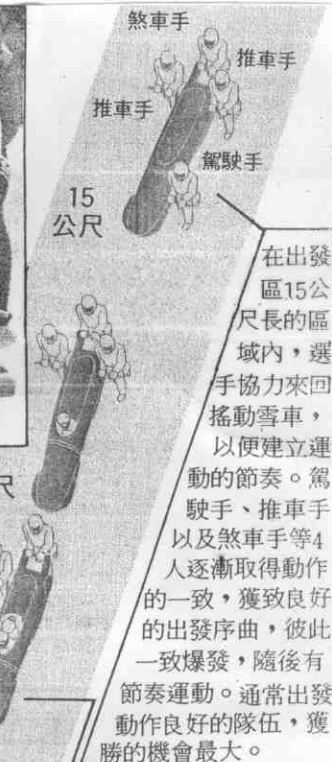 煞車手
推車手
推車手
駕駛手
15
公尺
在出發
區15公
尺長的區
域內，選
手協力來回
搖動雪車，
以便建立運
動的節奏。駕
駛手、推車手
以及煞車手等4
人逐漸取得動作
的一致，獲致良好
的出發序曲，彼此
一致爆發，隨後有
節奏運動。通常出發
動作良好的隊伍，獲
勝的機會最大。
尺